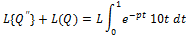 L{Q″} + L(Q) = L∫₀¹ e⁻ᵖᵗ 10t dt